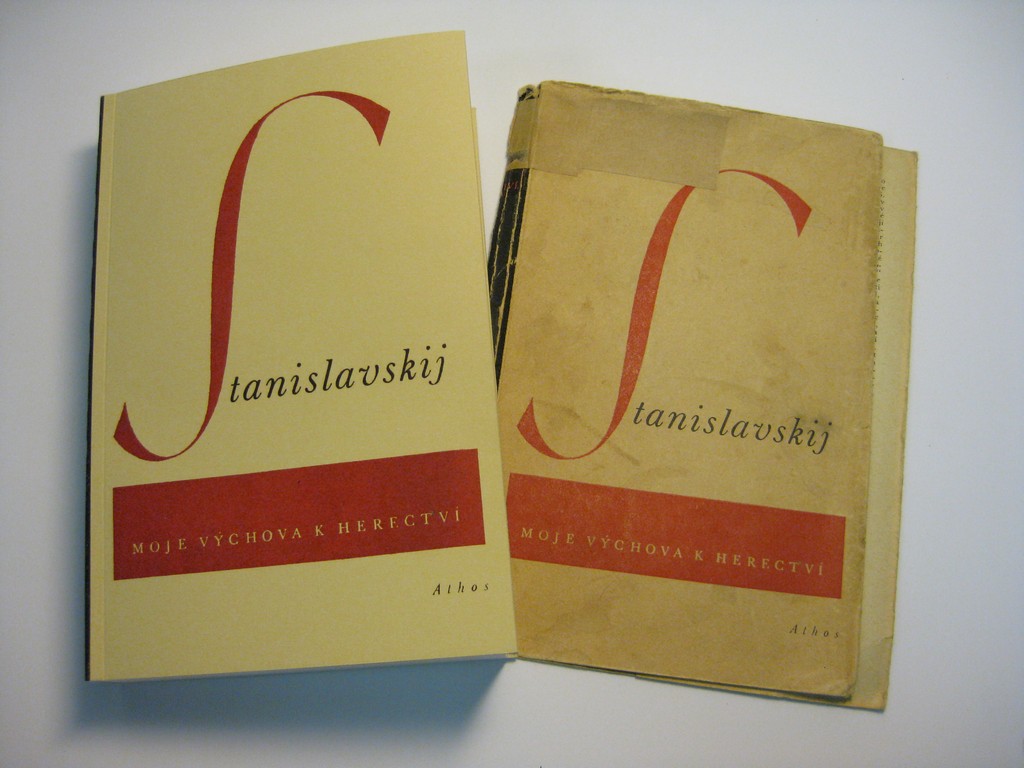 Stanislavskij
MOJE VÝCHOVA K HERECTVÍ
Athos
Stanislavskij
MOJE VÝCHOVA K HERECTVÍ
Athos